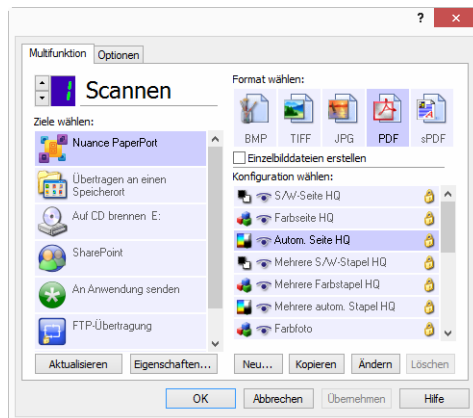 ?
Multifunktion Optionen
1 Scannen
Ziele wählen:
Nuance PaperPort
Übertragen an einen
Speicherort
Auf CD brennen E:
SharePoint
An Anwendung senden
FTP-Übertragung
Aktualisieren Eigenschaften...
Format wählen:
BMP TIFF JPG PDF sPDF
Einzelbilddateien erstellen
Konfiguration wählen:
S/W-Seite HQ
Farbseite HQ
Autom. Seite HQ
Mehrere S/W-Stapel HQ
Mehrere Farbstapel HQ
Mehrere autom. Stapel HQ
Farbfoto
Neu... Kopieren Ändern Löschen
OK Abbrechen Übernehmen Hilfe